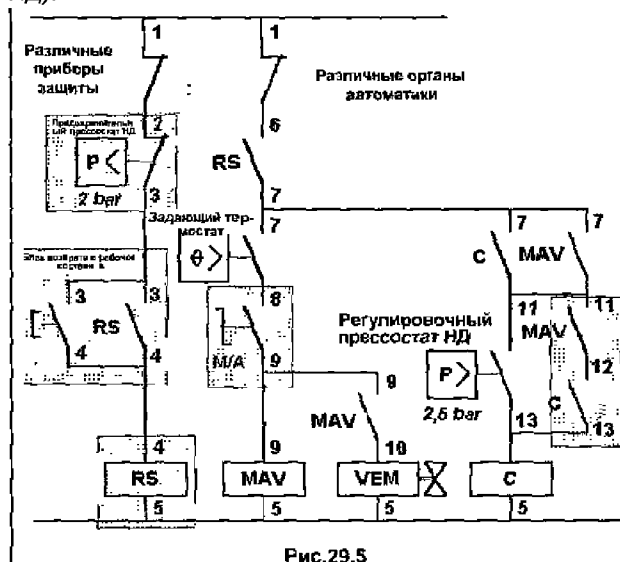 1
1
Различные
приборы
защиты
Различные органы
автоматики
2
6
P <
RS
2 bar
3
7
7
7
7
Задающий тер-
мостат
θ >
C
MAV
3
3
8
11
11
RS
Регулировочный
прессостат НД
MAV
4
4
M/A
9
9
P >
12
2,5 bar
MAV
C
13
13
4
9
10
RS
MAV
VEM
C
5
5
5
5
Рис.29.5